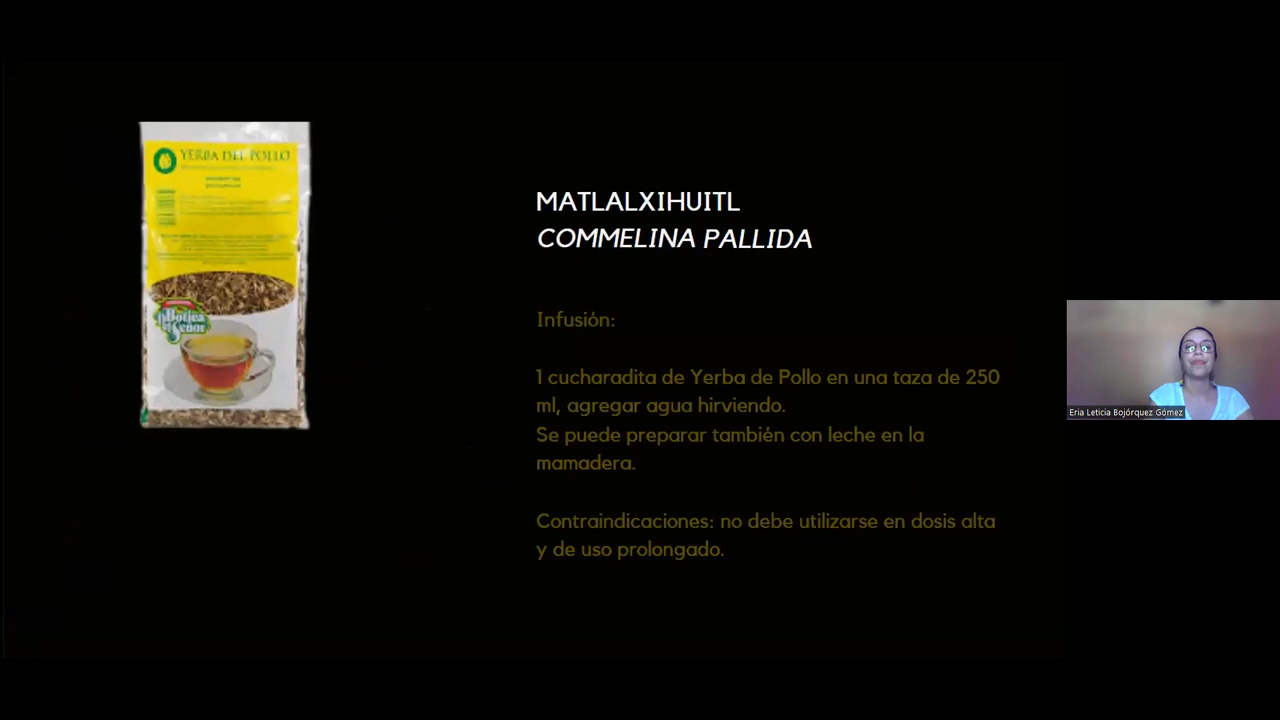 YERBA DEL POLLO
Botica
del Señor
MATLALXIHUITL
COMMELINA PALLIDA
Infusión:
1 cucharadita de Yerba de Pollo en una taza de 250
ml, agregar agua hirviendo.
Se puede preparar también con leche en la
mamadera.
Contraindicaciones: no debe utilizarse en dosis alta
y de uso prolongado.
Eria Leticia Bojórquez Gómez